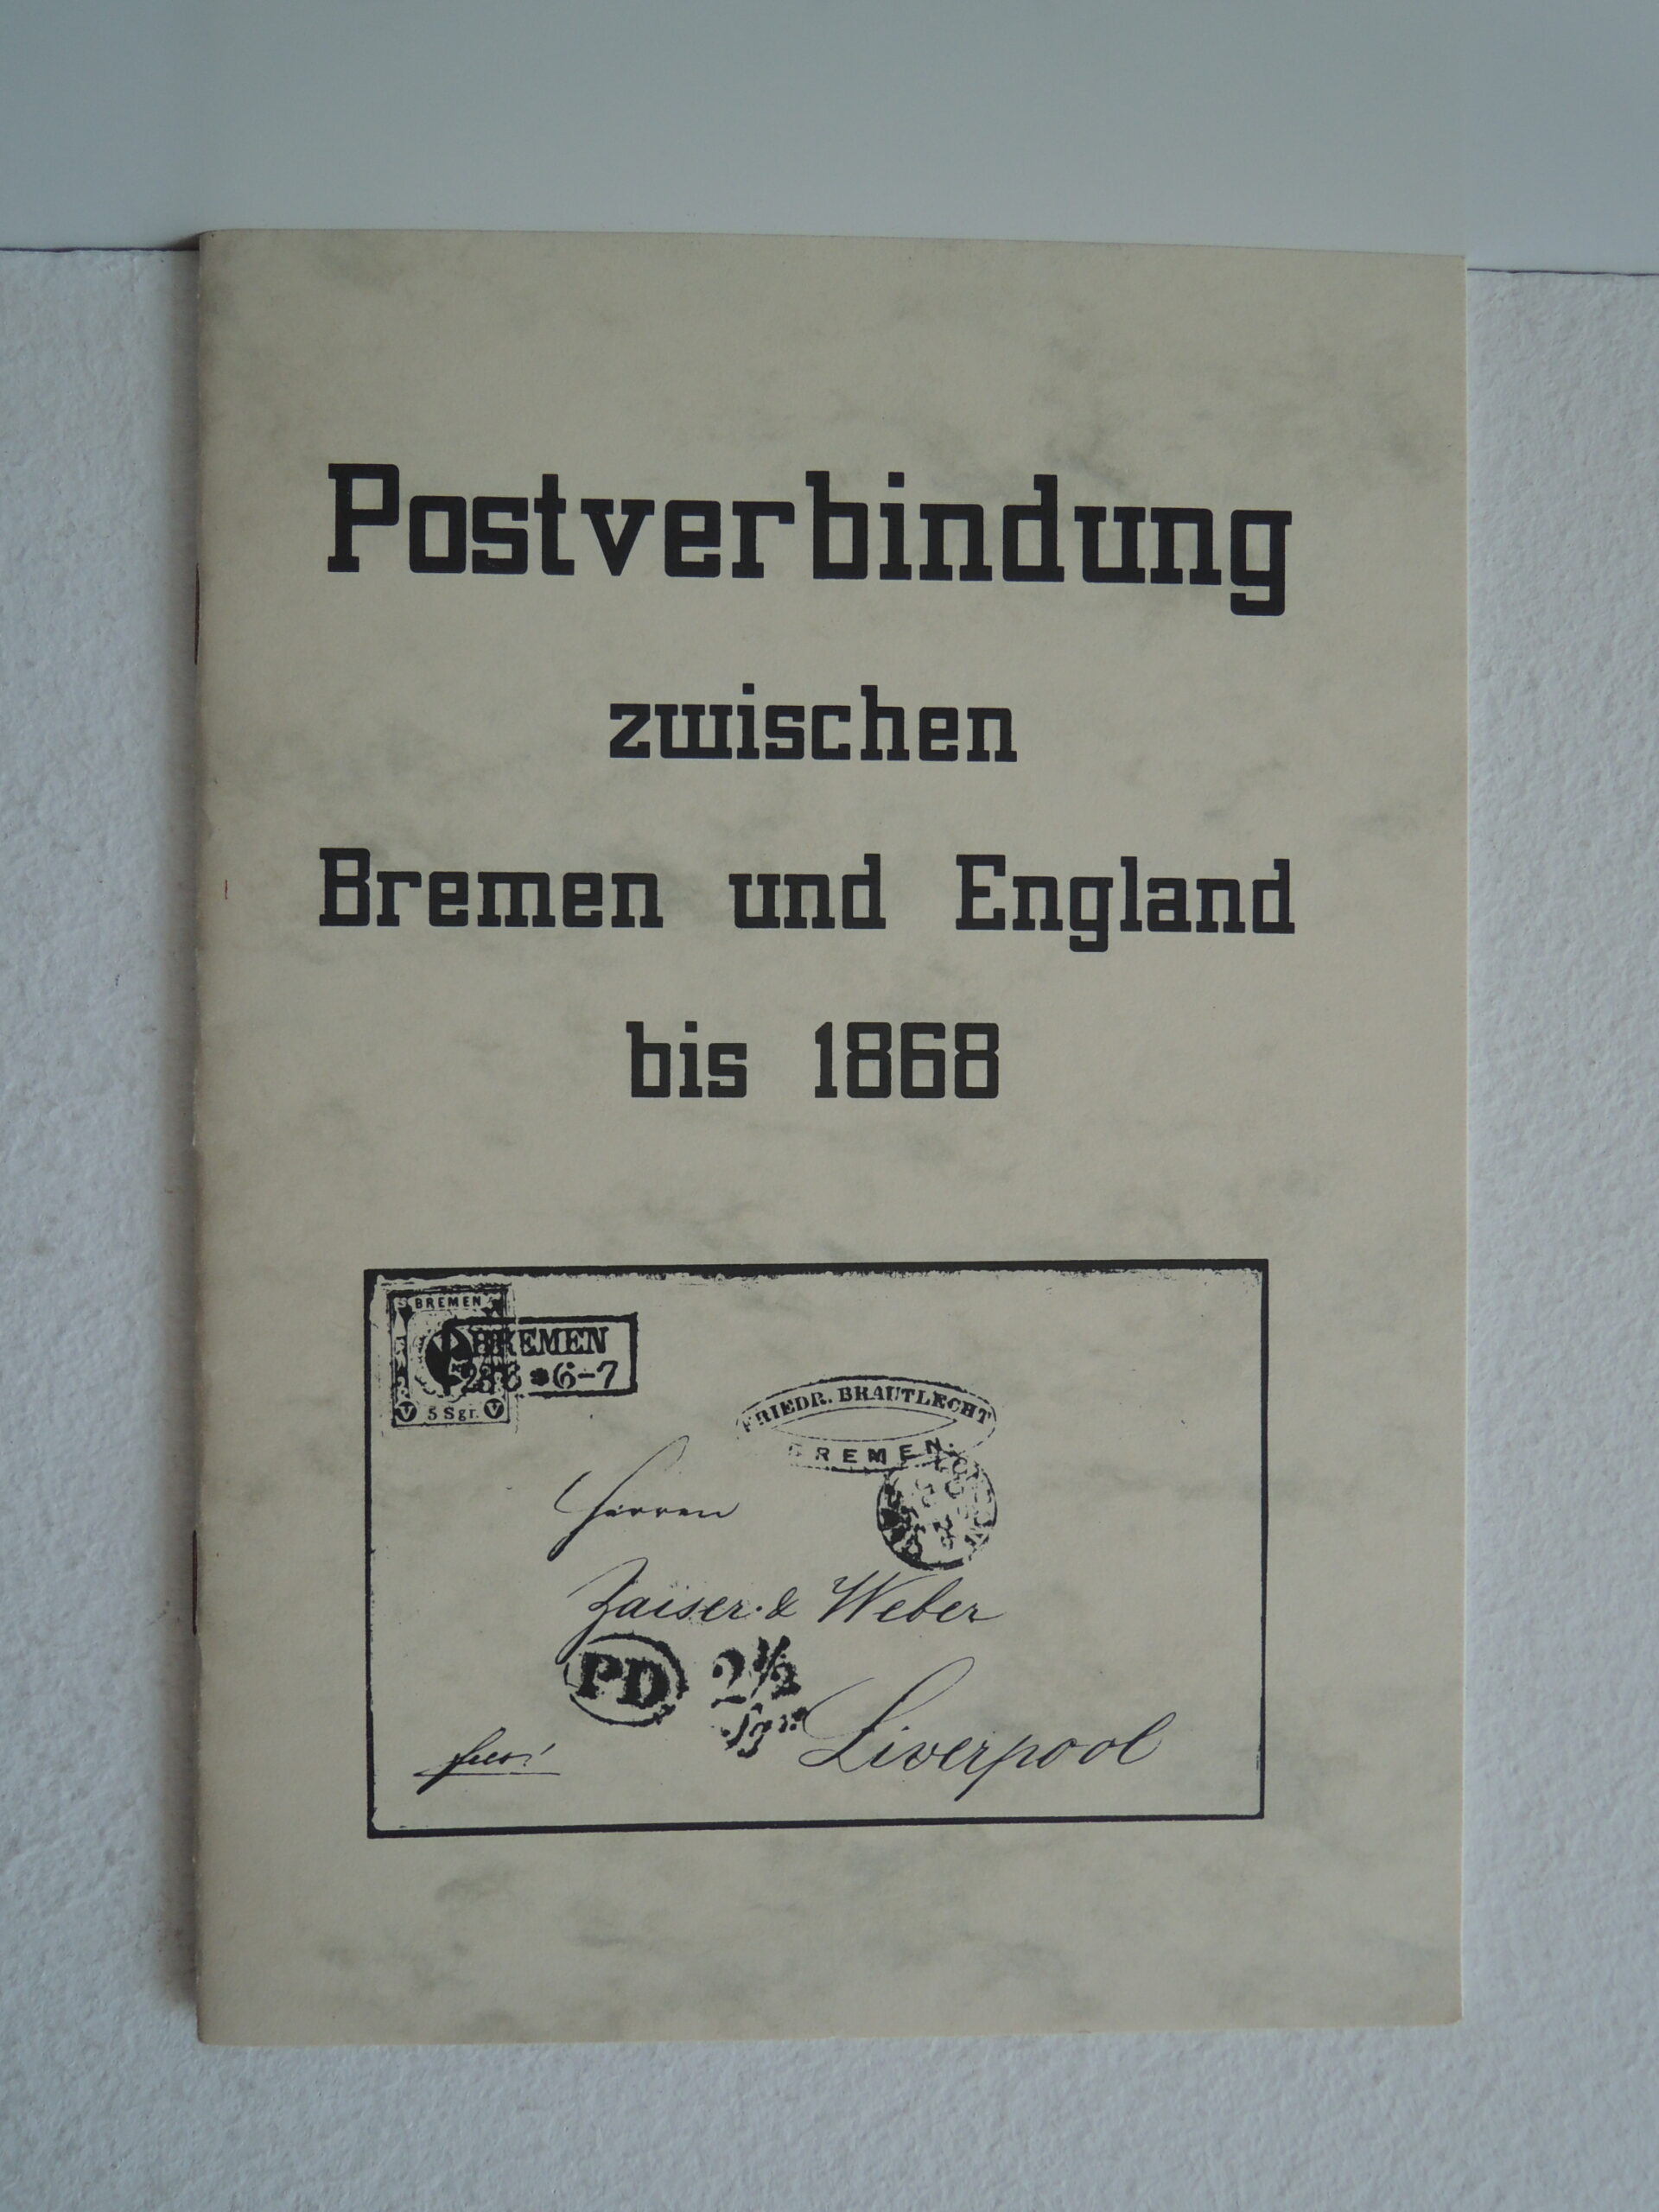 Postverbindung
zwischen
Bremen und England
bis 1868
BREMEN
V 5 Sgr. V
BREMEN
6-7
FRIEDR. BRAUTLECHT
BREMEN.
Herren
Zaiser & Weber
PD 2½
Sgr
Liverpool